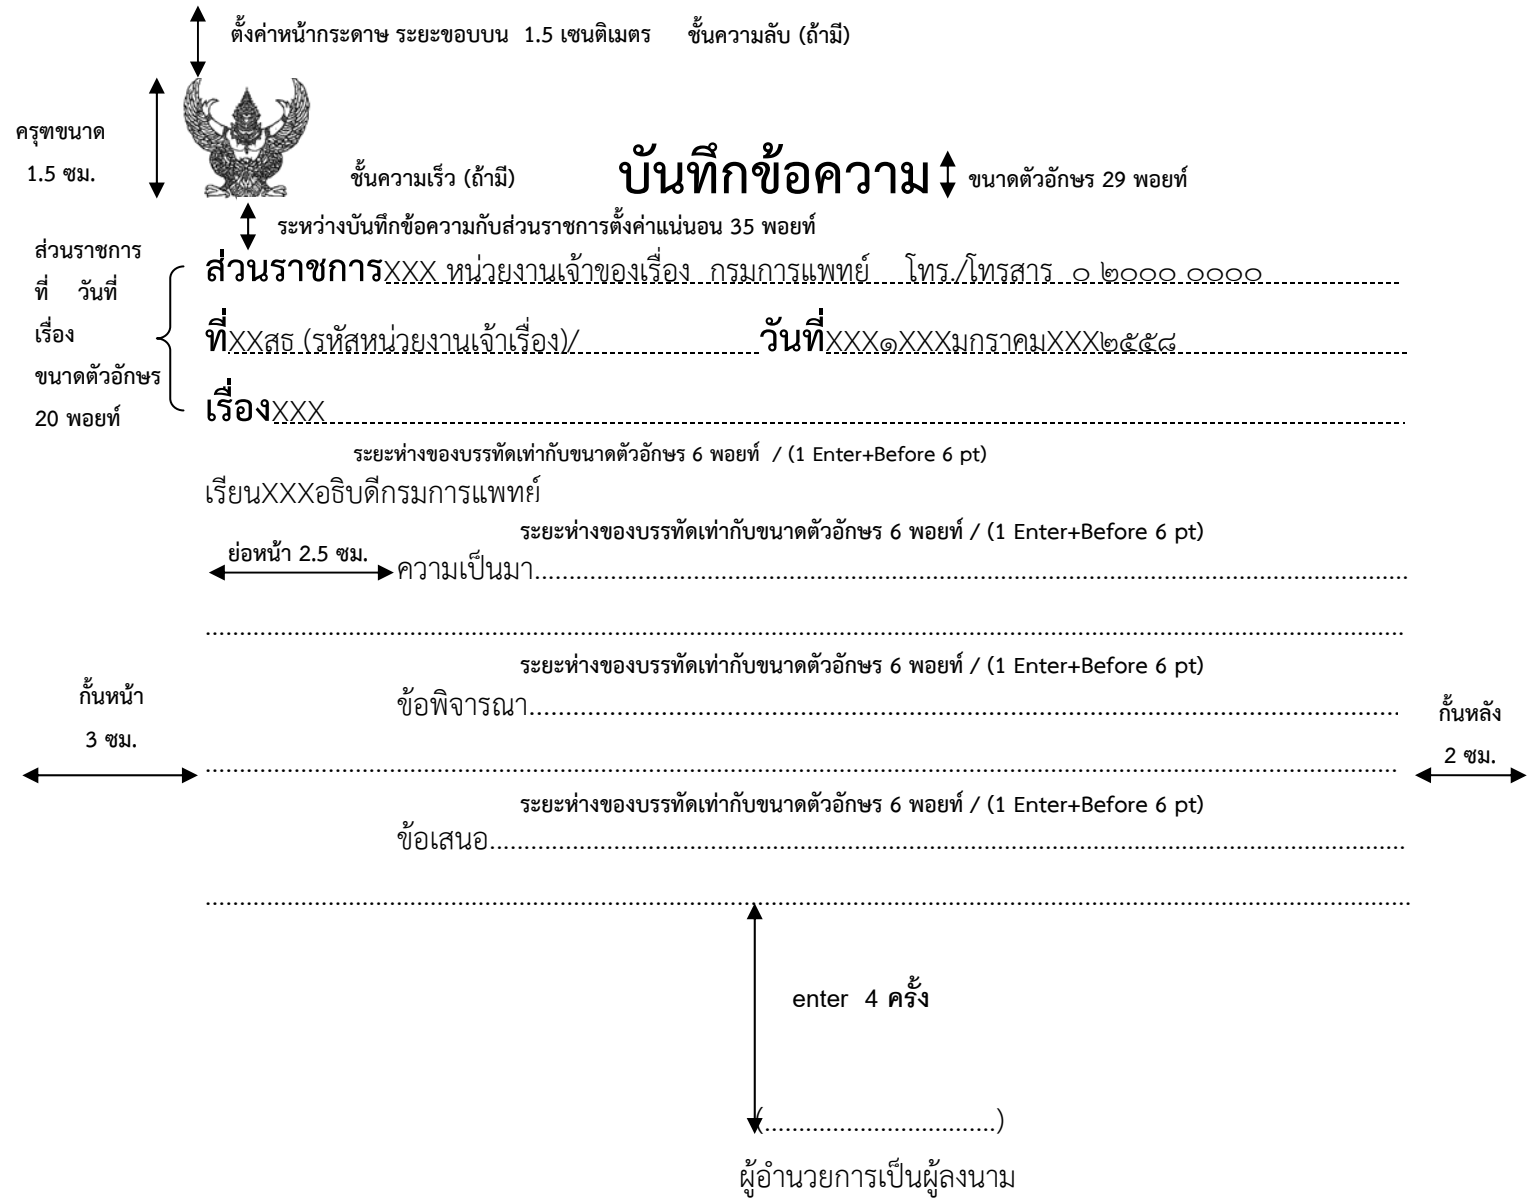 ตั้งค่าหน้ากระดาษ ระยะขอบบน 1.5 เซนติเมตร ชั้นความลับ (ถ้ามี)
ครุฑขนาด
1.5 ซม.
ชั้นความเร็ว (ถ้ามี) บันทึกข้อความ ขนาดตัวอักษร 29 พอยท์
ระหว่างบันทึกข้อความกับส่วนราชการตั้งค่าแน่นอน 35 พอยท์
ส่วนราชการ
ที่ วันที่
เรื่อง
ขนาดตัวอักษร
20 พอยท์
ส่วนราชการXXX หน่วยงานเจ้าของเรื่อง กรมการแพทย์ โทร./โทรสาร ๐ ๒๐๐๐ ๐๐๐๐
ที่XXสธ (รหัสหน่วยงานเจ้าเรื่อง)/ วันที่XXX๑XXXมกราคมXXX๒๕๕๘
เรื่องXXX
ระยะห่างของบรรทัดเท่ากับขนาดตัวอักษร 6 พอยท์ / (1 Enter+Before 6 pt)
เรียนXXXอธิบดีกรมการแพทย์
ระยะห่างของบรรทัดเท่ากับขนาดตัวอักษร 6 พอยท์ / (1 Enter+Before 6 pt)
ย่อหน้า 2.5 ซม.
ความเป็นมา........................................................................
........................................................................
ระยะห่างของบรรทัดเท่ากับขนาดตัวอักษร 6 พอยท์ / (1 Enter+Before 6 pt)
กั้นหน้า
3 ซม.
ข้อพิจารณา........................................................................
........................................................................
กั้นหลัง
2 ซม.
ระยะห่างของบรรทัดเท่ากับขนาดตัวอักษร 6 พอยท์ / (1 Enter+Before 6 pt)
ข้อเสนอ........................................................................
........................................................................
enter 4 ครั้ง
(................................)
ผู้อำนวยการเป็นผู้ลงนาม